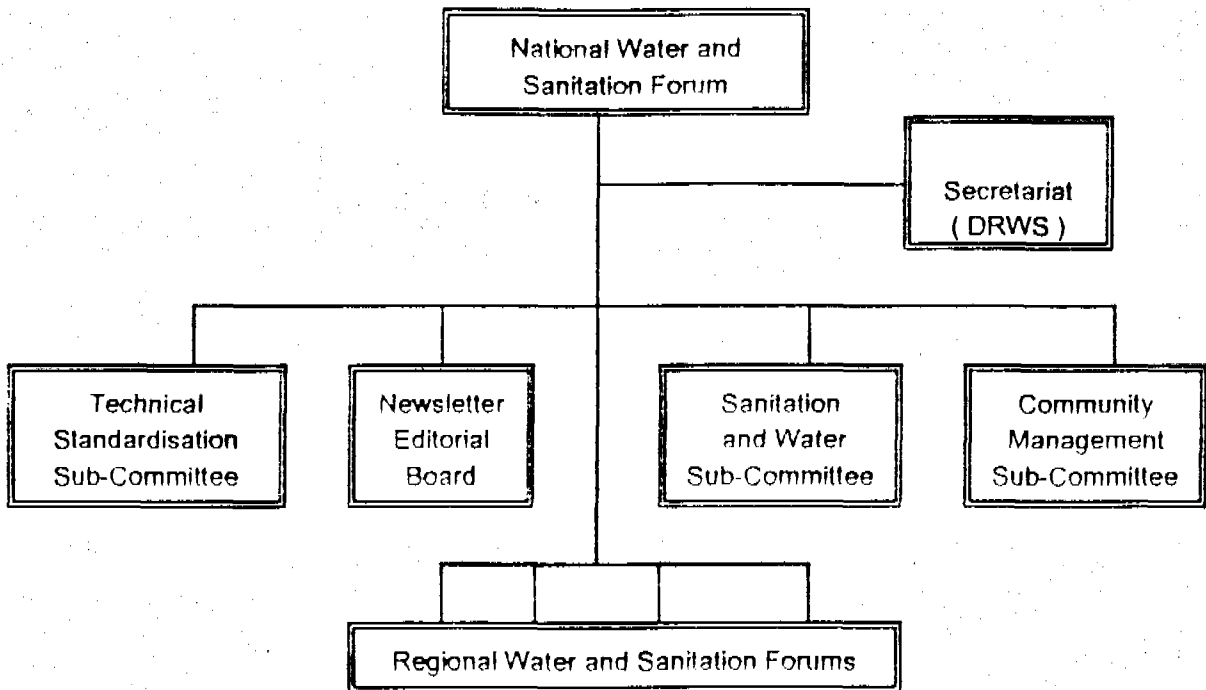 National Water and
Sanitation Forum
Secretariat
( DRWS )
Technical
Standardisation
Sub-Committee
Newsletter
Editorial
Board
Sanitation
and Water
Sub-Committee
Community
Management
Sub-Committee
Regional Water and Sanitation Forums